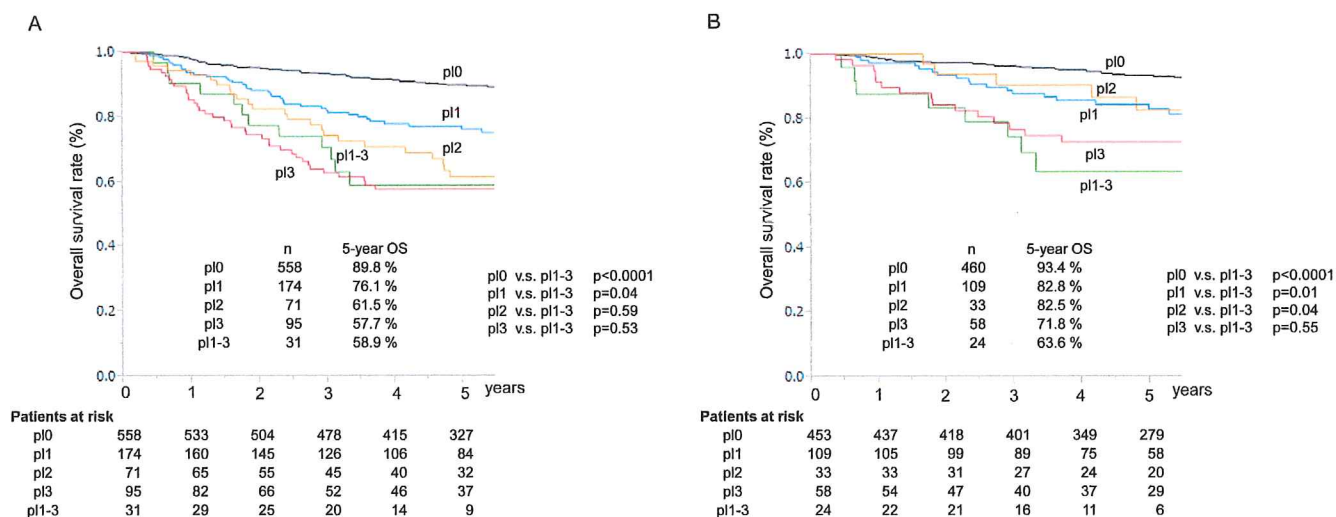 A
Overall survival rate (%)
1.0
0.8
0.6
0.4
0.2
0.0
pl0
pl1
pl2
pl1-3
pl3
n 5-year OS
pl0 558 89.8 %
pl1 174 76.1 %
pl2 71 61.5 %
pl3 95 57.7 %
pl1-3 31 58.9 %
pl0 v.s. pl1-3 p<0.0001
pl1 v.s. pl1-3 p=0.04
pl2 v.s. pl1-3 p=0.59
pl3 v.s. pl1-3 p=0.53
0 1 2 3 4 5 years
Patients at risk
pl0 558 533 504 478 415 327
pl1 174 160 145 126 106 84
pl2 71 65 55 45 40 32
pl3 95 82 66 52 46 37
pl1-3 31 29 25 20 14 9
B
Overall survival rate (%)
1.0
0.8
0.6
0.4
0.2
0.0
pl0
pl2
pl1
pl3
pl1-3
n 5-year OS
pl0 460 93.4 %
pl1 109 82.8 %
pl2 33 82.5 %
pl3 58 71.8 %
pl1-3 24 63.6 %
pl0 v.s. pl1-3 p<0.0001
pl1 v.s. pl1-3 p=0.01
pl2 v.s. pl1-3 p=0.04
pl3 v.s. pl1-3 p=0.55
0 1 2 3 4 5 years
Patients at risk
pl0 453 437 418 401 349 279
pl1 109 105 99 89 75 58
pl2 33 33 31 27 24 20
pl3 58 54 47 40 37 29
pl1-3 24 22 21 16 11 6